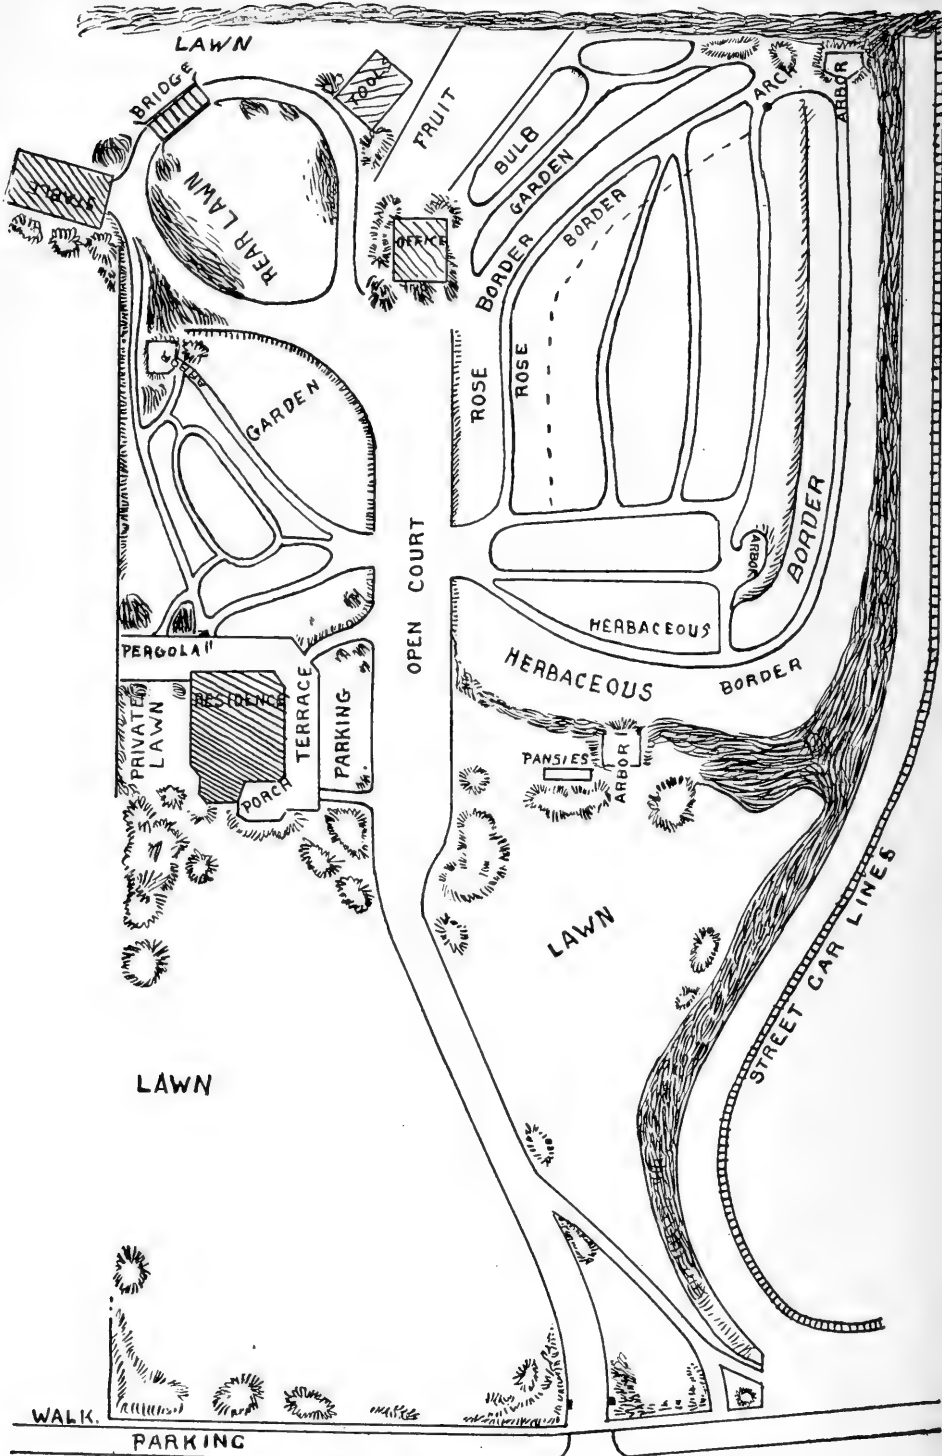 LAWN
BRIDGE
TOOLS
FRUIT
ARCH
ARBOR
BULB
GARDEN
STABLE
REAR LAWN
OFFICE
BORDER
BORDER
ROSE
ROSE
ARBOR
GARDEN
OPEN COURT
BORDER
ARBOR
HERBACEOUS
HERBACEOUS
BORDER
PERGOLA
RESIDENCE
PRIVATE
LAWN
TERRACE
PARKING
PORCH
PANSIES
ARBOR
LAWN
STREET CAR LINES
LAWN
WALK.
PARKING